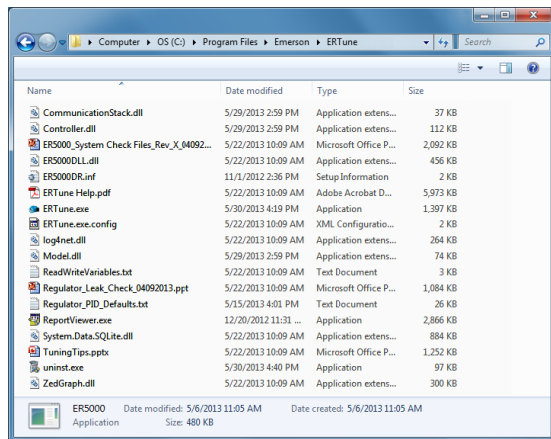 Computer ▸ OS (C:) ▸ Program Files ▸ Emerson ▸ ERTune
Search
Name Date modified Type Size
CommunicationStack.dll 5/29/2013 2:59 PM Application extens... 37 KB
Controller.dll 5/29/2013 2:59 PM Application extens... 112 KB
ER5000_System Check Files_Rev_X_04092... 5/22/2013 10:09 AM Microsoft Office P... 2,092 KB
ER5000DLL.dll 5/22/2013 10:09 AM Application extens... 456 KB
ER5000DR.inf 11/1/2012 2:36 PM Setup Information 2 KB
ERTune Help.pdf 5/22/2013 10:09 AM Adobe Acrobat D... 5,973 KB
ERTune.exe 5/30/2013 4:19 PM Application 1,397 KB
ERTune.exe.config 5/22/2013 10:09 AM XML Configuratio... 2 KB
log4net.dll 5/22/2013 10:09 AM Application extens... 264 KB
Model.dll 5/29/2013 2:59 PM Application extens... 74 KB
ReadWriteVariables.txt 5/22/2013 10:09 AM Text Document 3 KB
Regulator_Leak_Check_04092013.ppt 5/22/2013 10:09 AM Microsoft Office P... 1,084 KB
Regulator_PID_Defaults.txt 5/15/2013 4:01 PM Text Document 26 KB
ReportViewer.exe 12/20/2012 11:31 ... Application 2,866 KB
System.Data.SQLite.dll 5/22/2013 10:09 AM Application extens... 884 KB
TuningTips.pptx 5/22/2013 10:09 AM Microsoft Office P... 1,252 KB
uninst.exe 5/30/2013 4:40 PM Application 97 KB
ZedGraph.dll 5/22/2013 10:09 AM Application extens... 300 KB
ER5000 Date modified: 5/6/2013 11:05 AM Date created: 5/6/2013 11:05 AM
Application Size: 480 KB